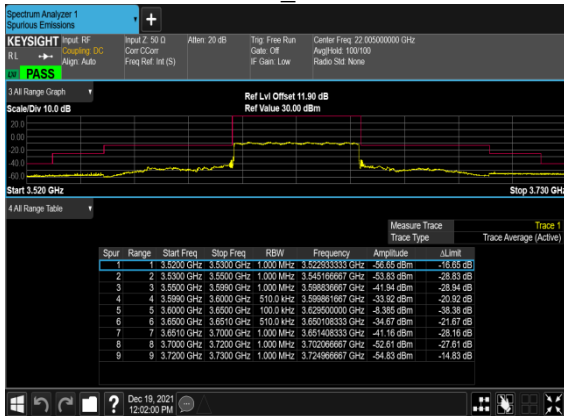 Spectrum Analyzer 1
Spurious Emissions
KEYSIGHT Input: RF Input Z: 50 Ω Atten: 20 dB Trig: Free Run Center Freq: 22.005000000 GHz
RL Coupling: DC Corr CCorr Gate: Off Avg|Hold: 100/100
Align: Auto Freq Ref: Int (S) IF Gain: Low Radio Std: None
PASS
3 All Range Graph Ref Lvl Offset 11.90 dB
Scale/Div 10.0 dB Ref Value 30.00 dBm
20.0
0.00
-20.0
-40.0
-60.0
Start 3.520 GHz Stop 3.730 GHz
4 All Range Table
Measure Trace Trace 1
Trace Type Trace Average (Active)
Spur Range Start Freq Stop Freq RBW Frequency Amplitude ΔLimit
1 1 3.5200 GHz 3.5300 GHz 1.000 MHz 3.522933333 GHz -56.65 dBm -16.65 dB
2 2 3.5300 GHz 3.5500 GHz 1.000 MHz 3.545166667 GHz -53.83 dBm -28.83 dB
3 3 3.5500 GHz 3.5990 GHz 1.000 MHz 3.598836667 GHz -41.94 dBm -28.94 dB
4 4 3.5990 GHz 3.6000 GHz 510.0 kHz 3.599861667 GHz -33.92 dBm -20.92 dB
5 5 3.6000 GHz 3.6500 GHz 100.0 kHz 3.629500000 GHz -8.385 dBm -38.38 dB
6 6 3.6500 GHz 3.6510 GHz 510.0 kHz 3.650108333 GHz -34.67 dBm -21.67 dB
7 7 3.6510 GHz 3.7000 GHz 1.000 MHz 3.651408333 GHz -41.16 dBm -28.16 dB
8 8 3.7000 GHz 3.7200 GHz 1.000 MHz 3.702066667 GHz -52.61 dBm -27.61 dB
9 9 3.7200 GHz 3.7300 GHz 1.000 MHz 3.724966667 GHz -54.83 dBm -14.83 dB
Dec 19, 2021
12:02:00 PM